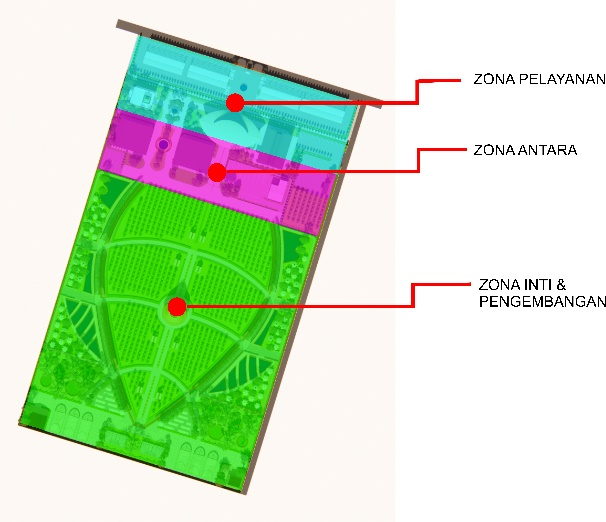 ZONA PELAYANAN
ZONA ANTARA
ZONA INTI &
PENGEMBANGAN